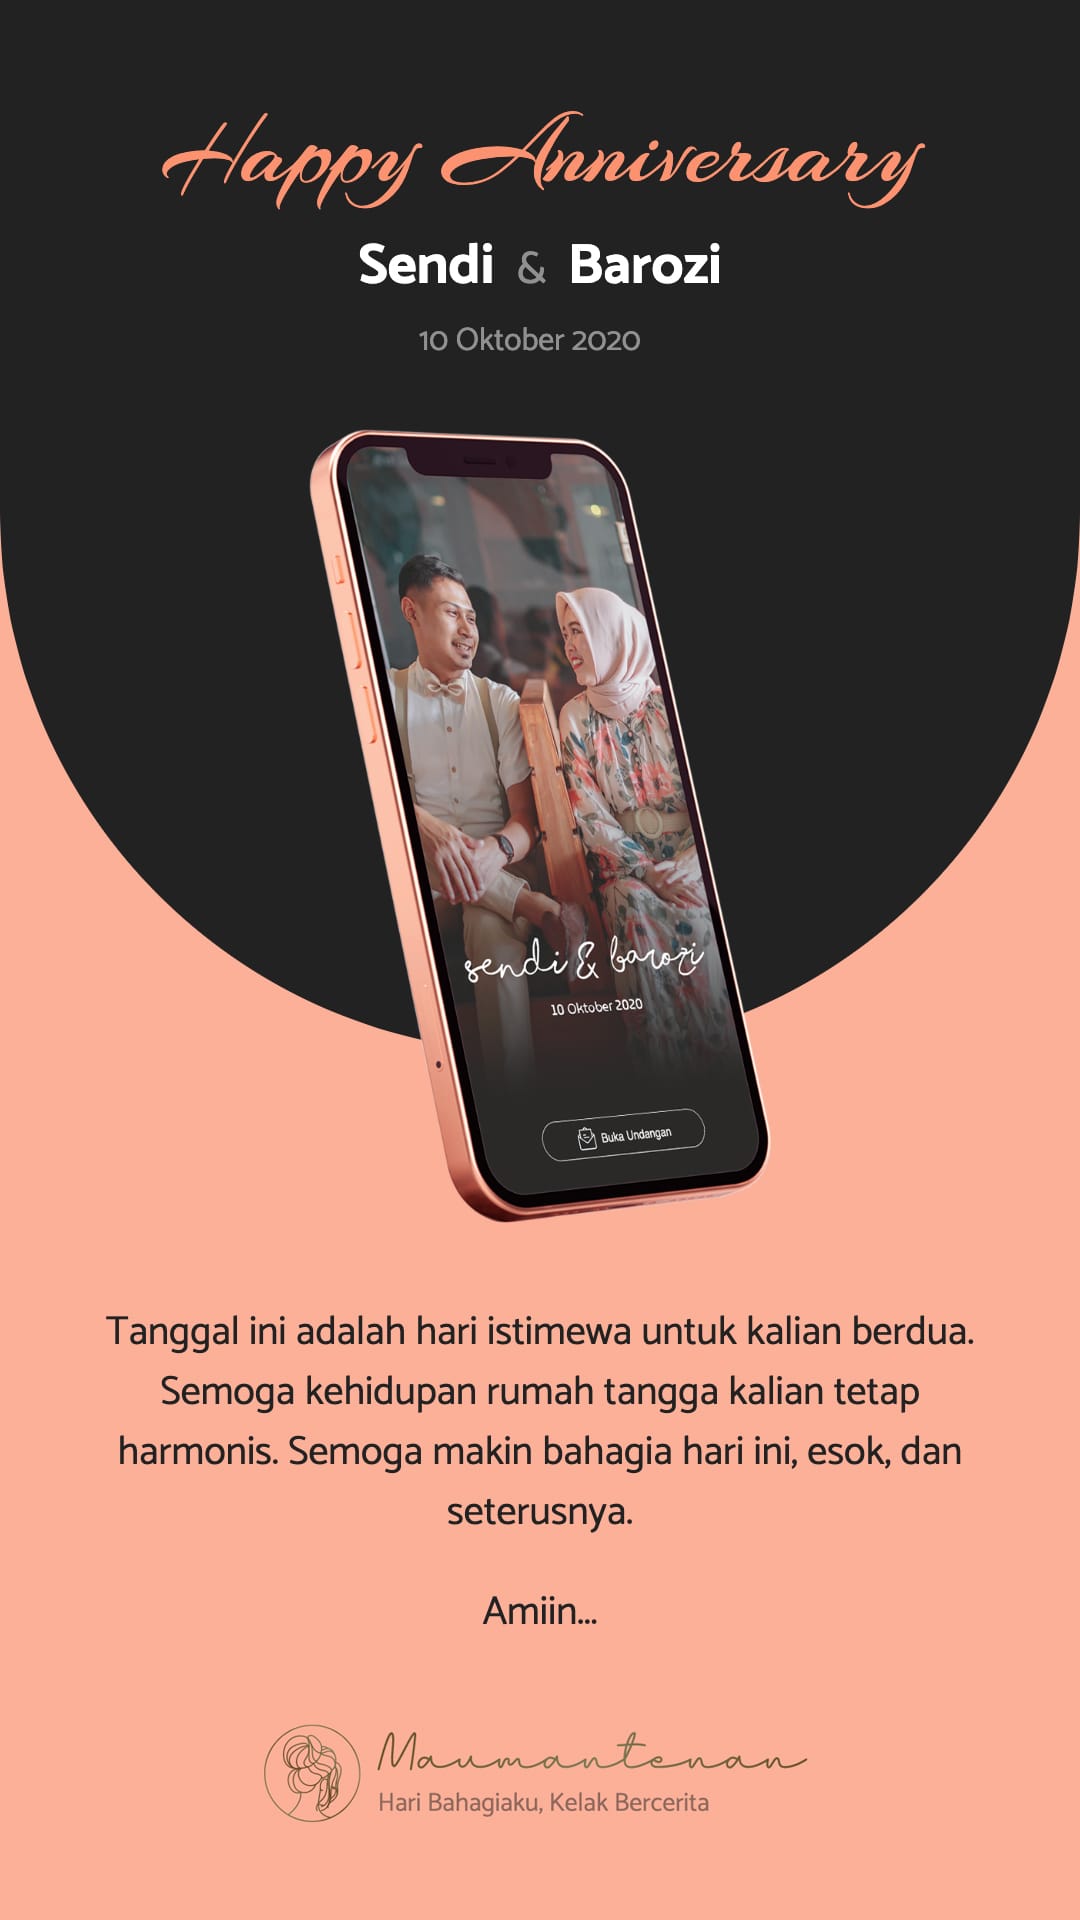 Happy Anniversary
Sendi & Barozi
10 Oktober 2020
sendi & barozi
10 Oktober 2020
Buka Undangan
Tanggal ini adalah hari istimewa untuk kalian berdua.
Semoga kehidupan rumah tangga kalian tetap
harmonis. Semoga makin bahagia hari ini, esok, dan
seterusnya.
Amiin...
Maumantenan
Hari Bahagiaku, Kelak Bercerita